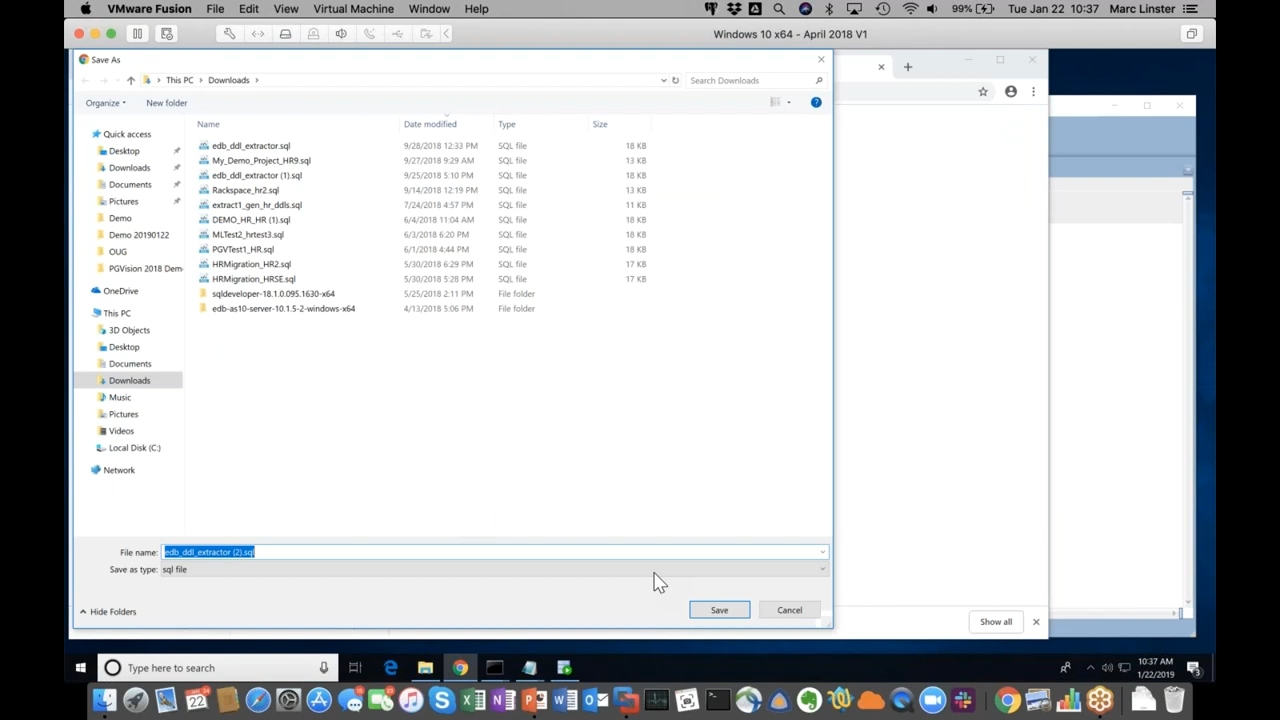 VMware Fusion File Edit View Virtual Machine Window Help 99% Tue Jan 22 10:37 Marc Linster
Windows 10 x64 - April 2018 V1
Save As
This PC > Downloads > Search Downloads
Organize New folder
Name Date modified Type Size
Quick access
Desktop
Downloads
Documents
Pictures
Demo
Demo 20190122
OUG
PGVision 2018 Dem
OneDrive
This PC
3D Objects
Desktop
Documents
Downloads
Music
Pictures
Videos
Local Disk (C:)
Network
edb_ddl_extractor.sql 9/28/2018 12:33 PM SQL file 18 KB
My_Demo_Project_HR9.sql 9/27/2018 9:29 AM SQL file 13 KB
edb_ddl_extractor (1).sql 9/25/2018 5:10 PM SQL file 18 KB
Rackspace_hr2.sql 9/14/2018 12:19 PM SQL file 13 KB
extract1_gen_hr_ddls.sql 7/24/2018 4:57 PM SQL file 11 KB
DEMO_HR_HR (1).sql 6/4/2018 11:04 AM SQL file 18 KB
MLTest2_hrtest3.sql 6/3/2018 6:20 PM SQL file 18 KB
PGVTest1_HR.sql 6/1/2018 4:44 PM SQL file 18 KB
HRMigration_HR2.sql 5/30/2018 6:29 PM SQL file 17 KB
HRMigration_HRSE.sql 5/30/2018 5:28 PM SQL file 17 KB
sqldeveloper-18.1.0.095.1630-x64 5/25/2018 2:11 PM File folder
edb-as10-server-10.1.5-2-windows-x64 4/13/2018 5:06 PM File folder
File name: edb_ddl_extractor (2).sql
Save as type: sql file
Hide Folders Save Cancel
Show all
Type here to search
10:37 AM
1/22/2019